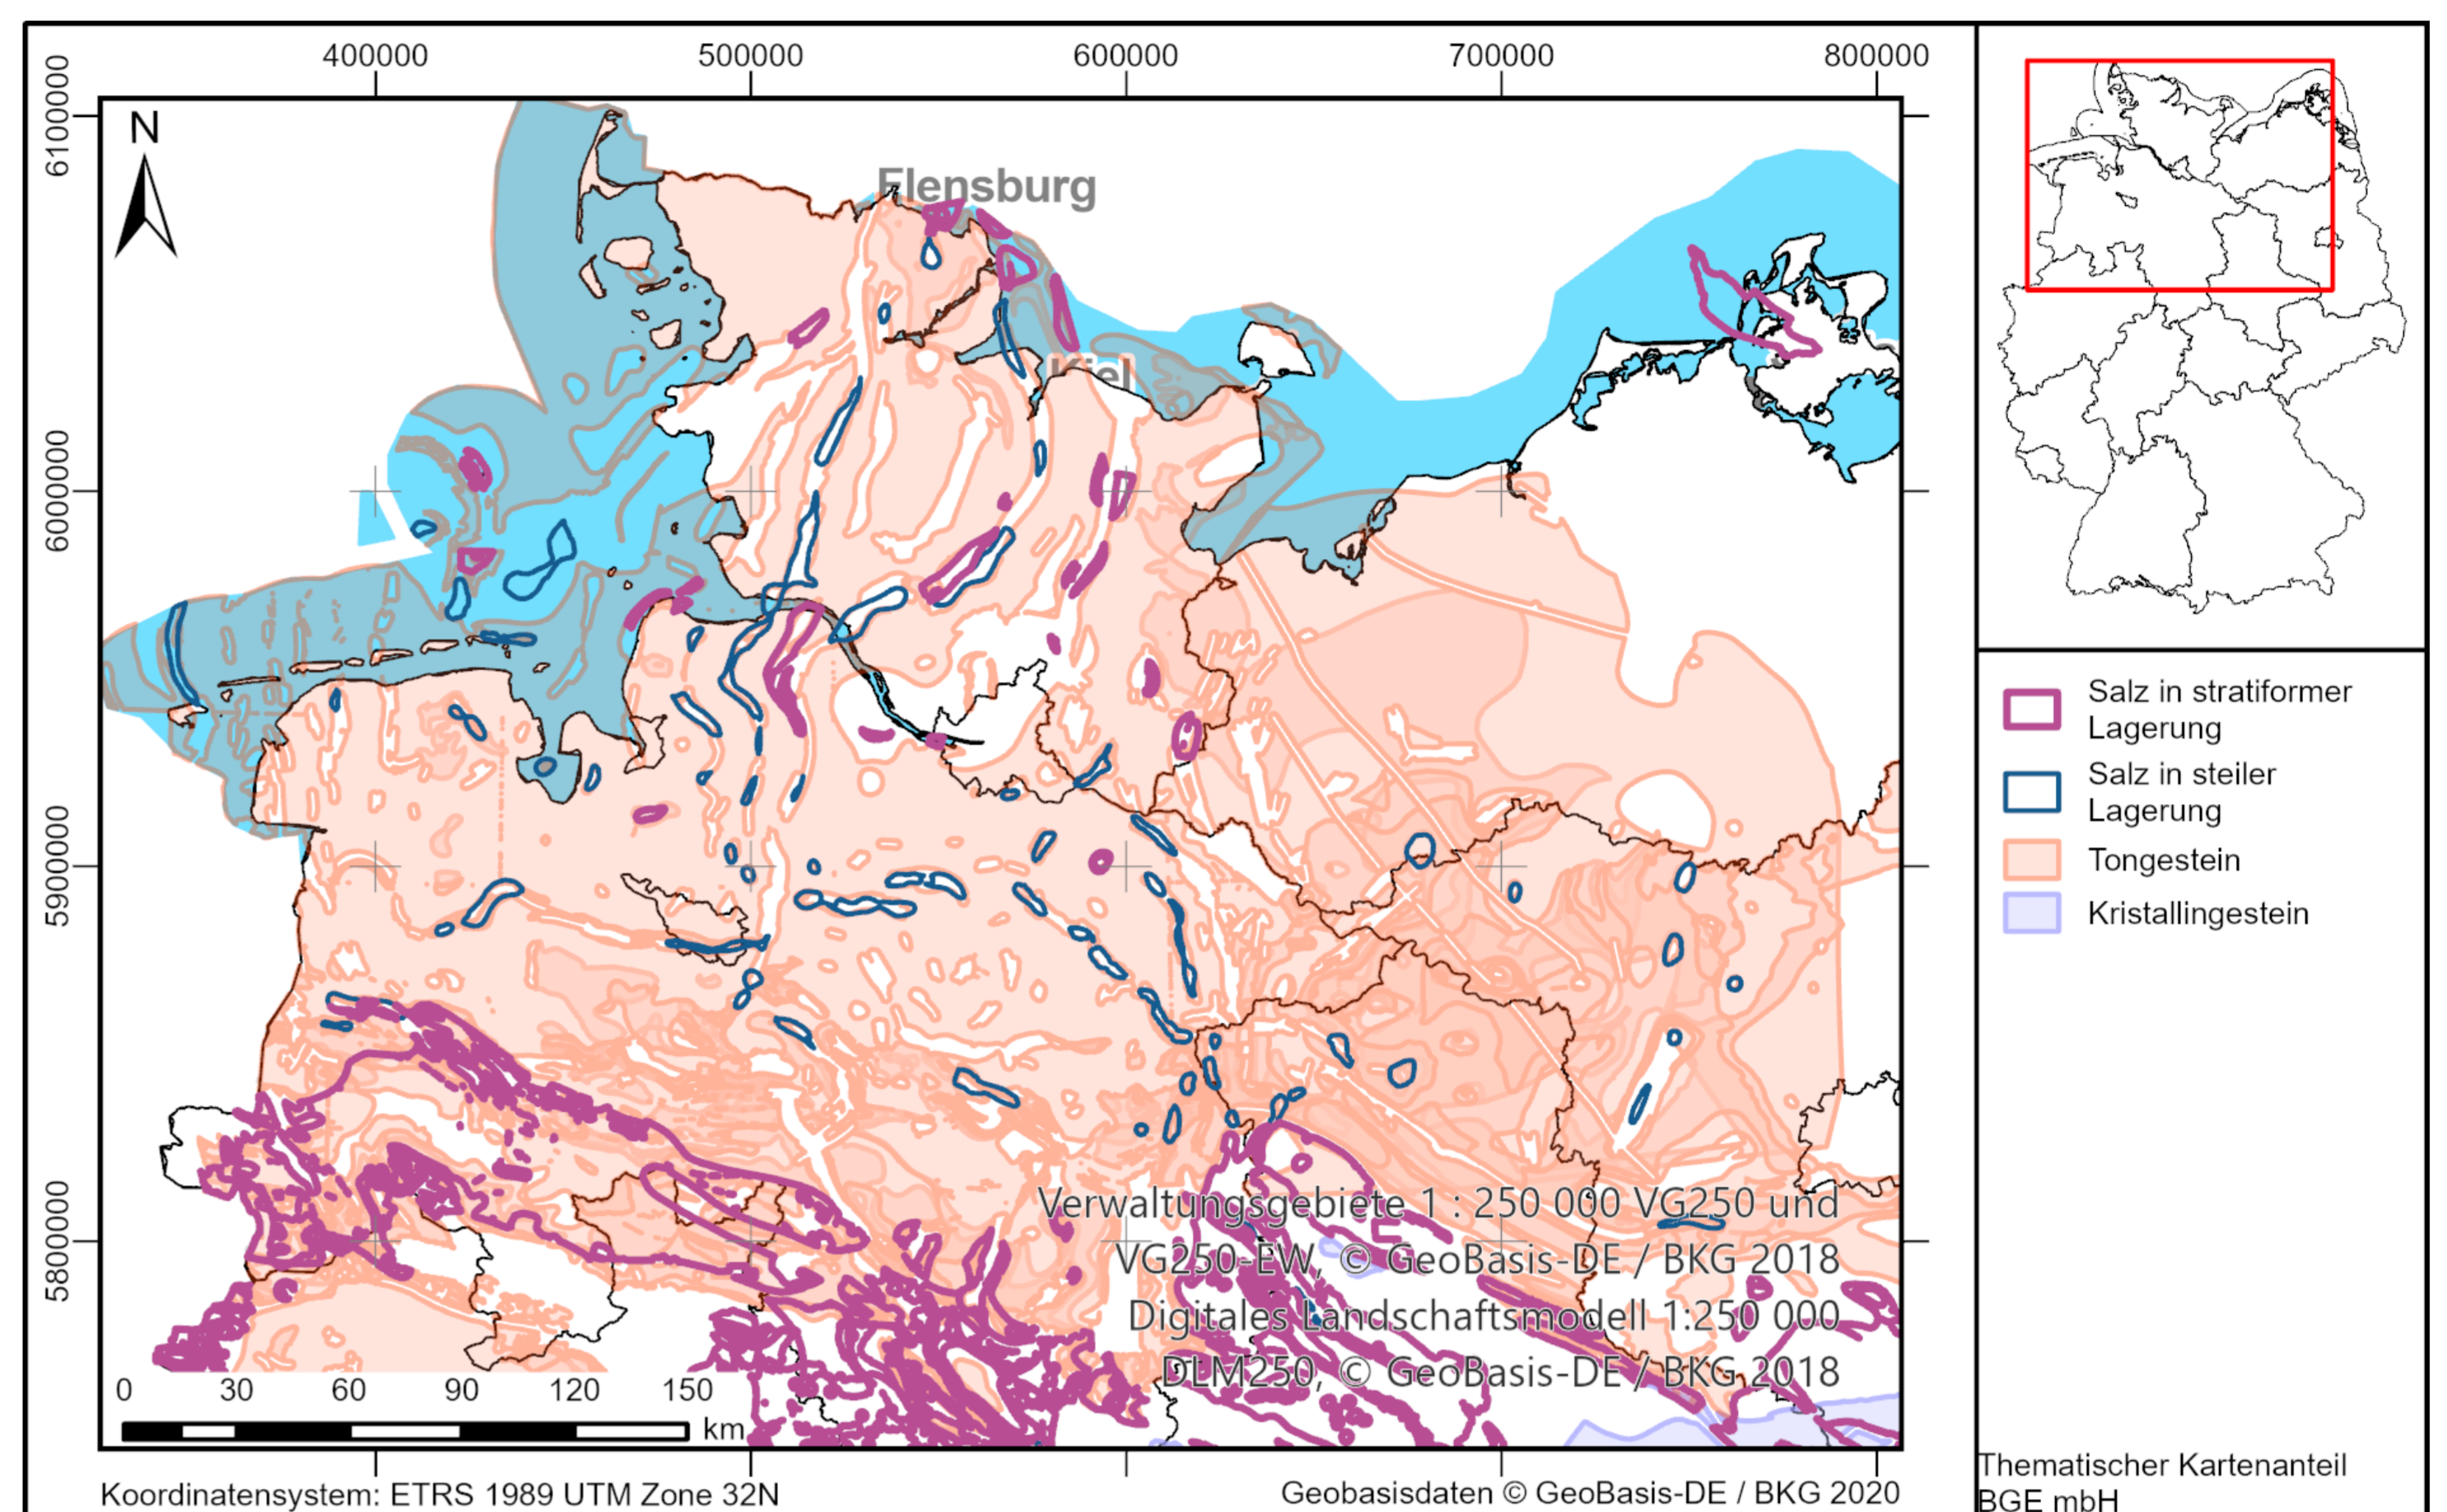 400000 500000 600000 700000 800000
6100000
6000000
5900000
5800000
N
Flensburg
Kiel
Verwaltungsgebiete 1 : 250 000 VG250 und
VG250-EW, © GeoBasis-DE / BKG 2018
Digitales Landschaftsmodell 1:250 000
DLM250, © GeoBasis-DE / BKG 2018
0 30 60 90 120 150
km
Koordinatensystem: ETRS 1989 UTM Zone 32N
Geobasisdaten © GeoBasis-DE / BKG 2020
Salz in stratiformer
Lagerung
Salz in steiler
Lagerung
Tongestein
Kristallingestein
Thematischer Kartenanteil
BGE mbH